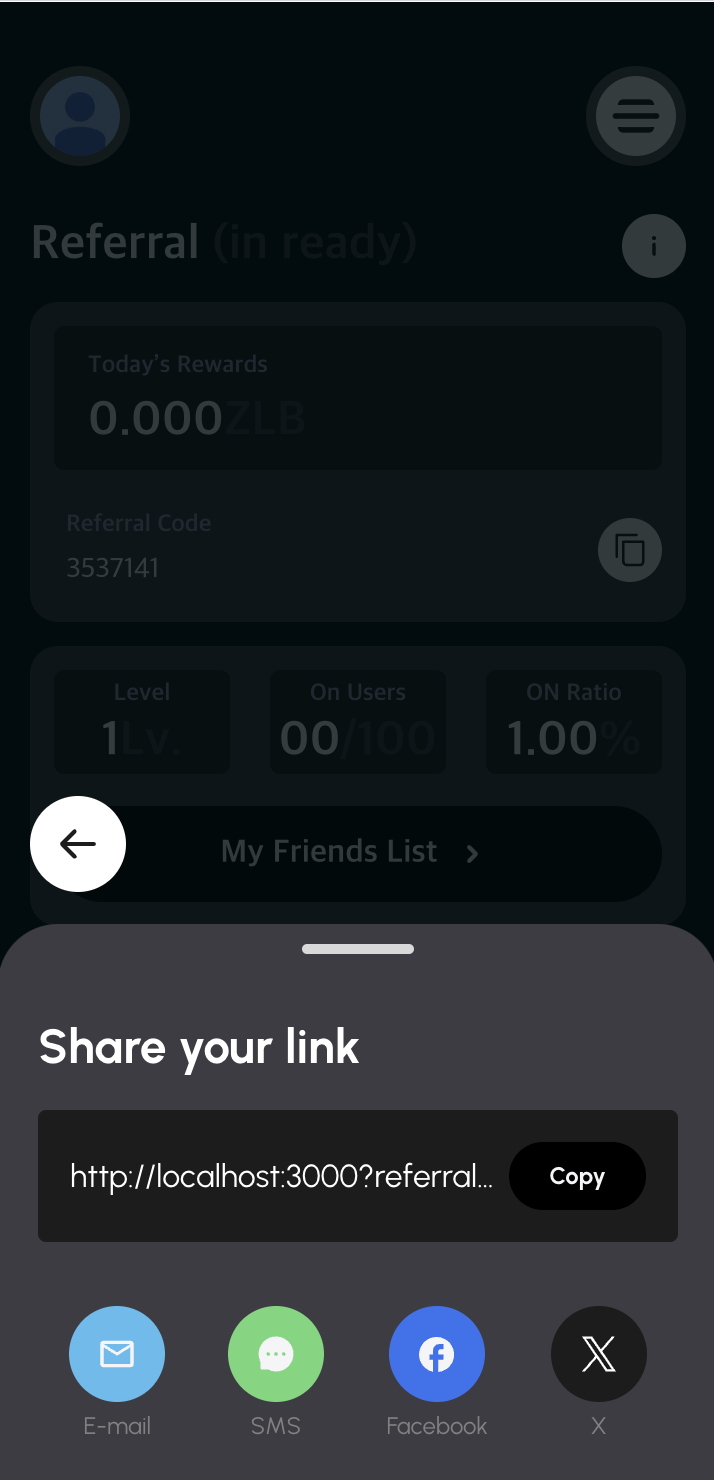 Referral (in ready)
Today's Rewards
0.000ZLB
Referral Code
3537141
Level
On Users
ON Ratio
1Lv.
00/100
1.00%
My Friends List
Share your link
http://localhost:3000?referral...
Copy
E-mail
SMS
Facebook
X